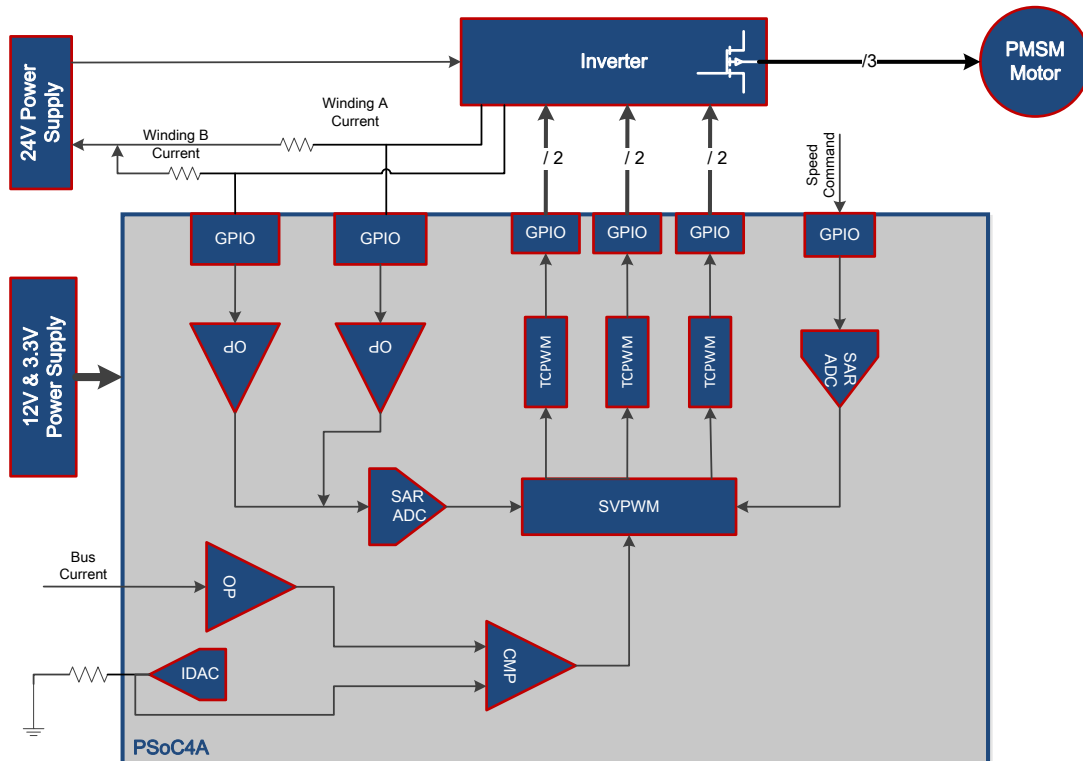 24V Power
Supply
Inverter
/3
PMSM
Motor
Winding A
Current
Winding B
Current
/ 2
/ 2
/ 2
Speed
Command
GPIO
GPIO
GPIO
GPIO
GPIO
GPIO
12V & 3.3V
Power Supply
OP
OP
TCPWM
TCPWM
TCPWM
SAR
ADC
SAR
ADC
SVPWM
Bus
Current
OP
CMP
IDAC
PSoC4A